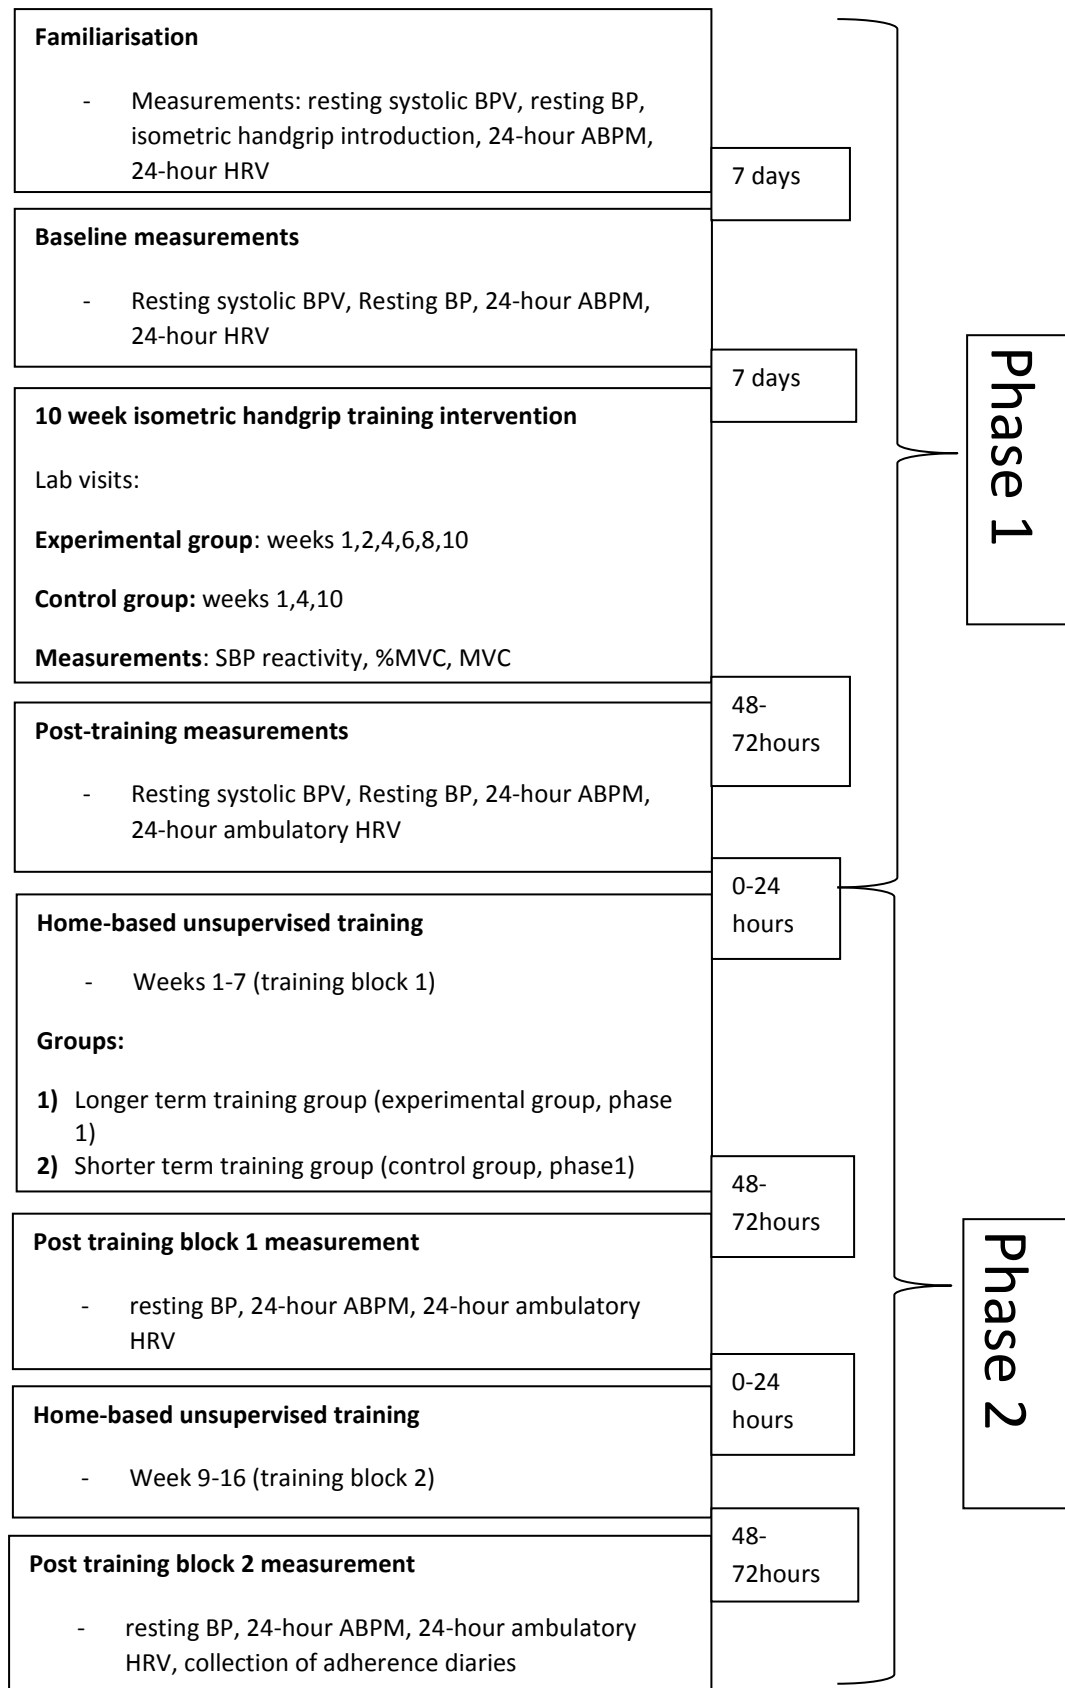 Familiarisation
- Measurements: resting systolic BPV, resting BP,
isometric handgrip introduction, 24-hour ABPM,
24-hour HRV
7 days
Baseline measurements
- Resting systolic BPV, Resting BP, 24-hour ABPM,
24-hour HRV
7 days
10 week isometric handgrip training intervention
Lab visits:
Experimental group: weeks 1,2,4,6,8,10
Control group: weeks 1,4,10
Measurements: SBP reactivity, %MVC, MVC
48-
72hours
Phase 1
Post-training measurements
- Resting systolic BPV, Resting BP, 24-hour ABPM,
24-hour ambulatory HRV
0-24
hours
Home-based unsupervised training
- Weeks 1-7 (training block 1)
Groups:
1) Longer term training group (experimental group, phase
1)
2) Shorter term training group (control group, phase1)
48-
72hours
Post training block 1 measurement
- resting BP, 24-hour ABPM, 24-hour ambulatory
HRV
0-24
hours
Phase 2
Home-based unsupervised training
- Week 9-16 (training block 2)
48-
72hours
Post training block 2 measurement
- resting BP, 24-hour ABPM, 24-hour ambulatory
HRV, collection of adherence diaries